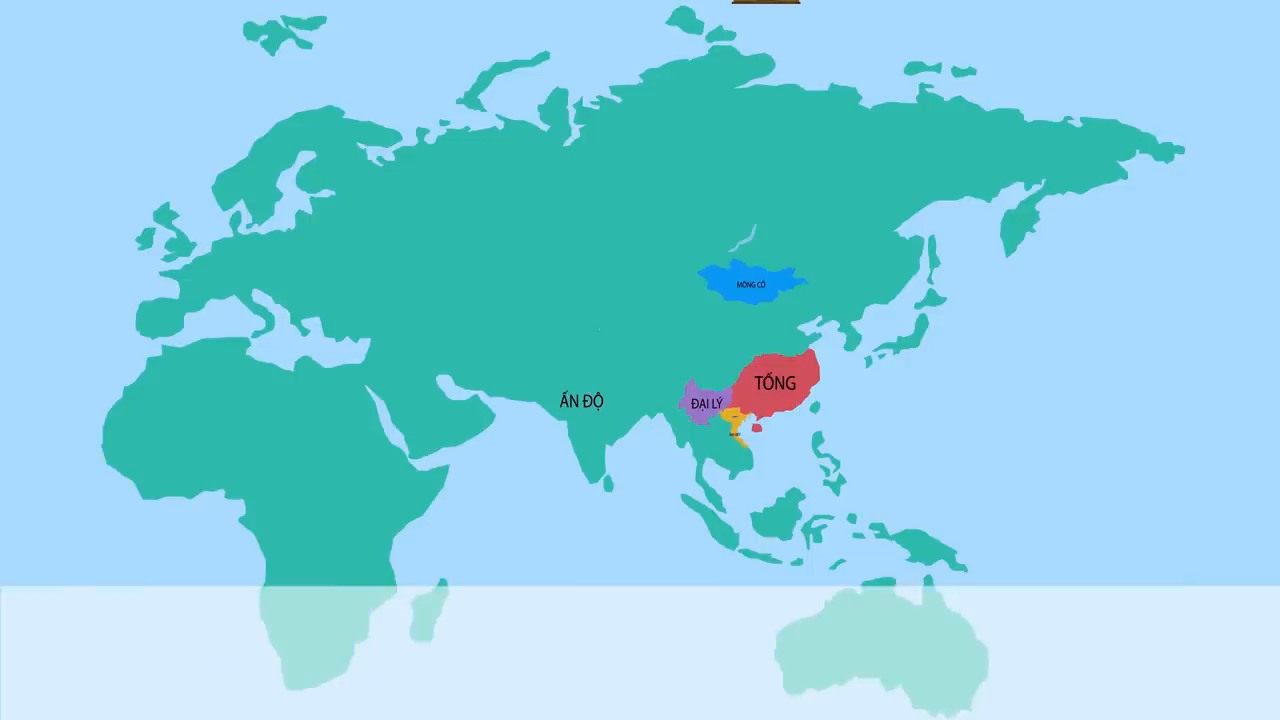 MÔNG CỔ
TỐNG
ẤN ĐỘ
ĐẠI LÝ